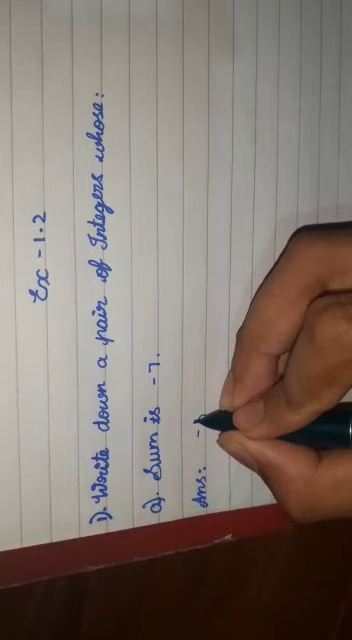 Ex - 1.2
1). Write down a pair of Integers whose:
a). Sum is -7.
Ans: -